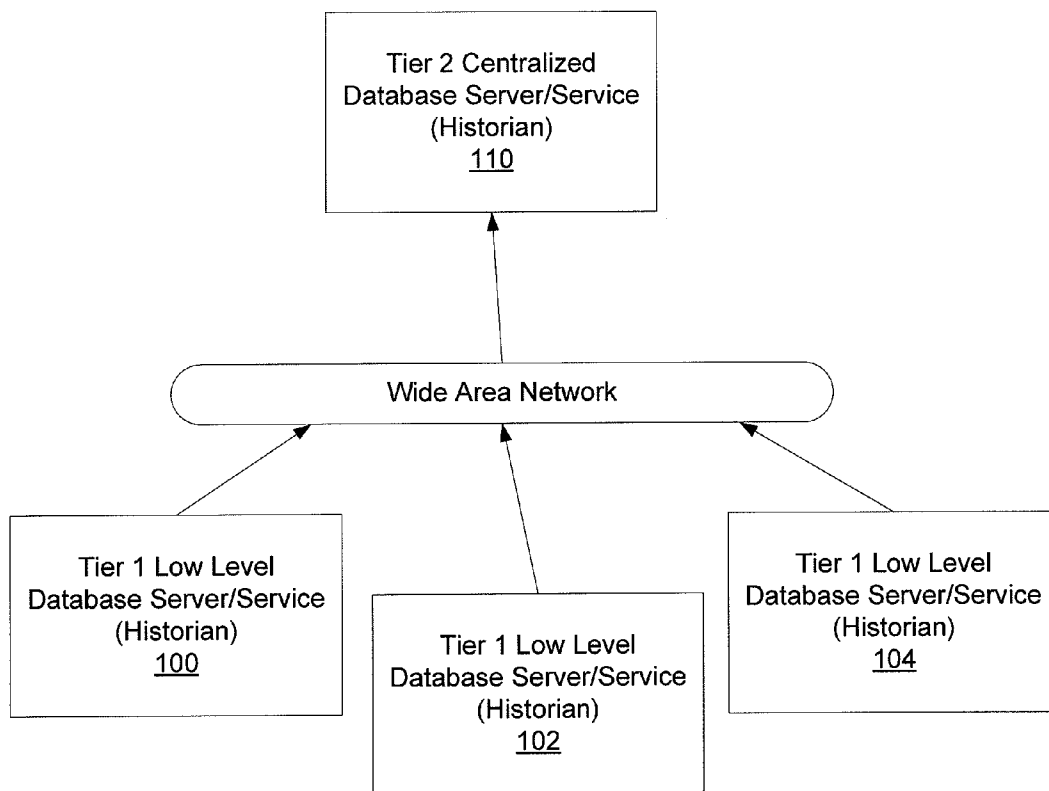 Tier 2 Centralized
Database Server/Service
(Historian)
110
Wide Area Network
Tier 1 Low Level
Database Server/Service
(Historian)
100
Tier 1 Low Level
Database Server/Service
(Historian)
102
Tier 1 Low Level
Database Server/Service
(Historian)
104